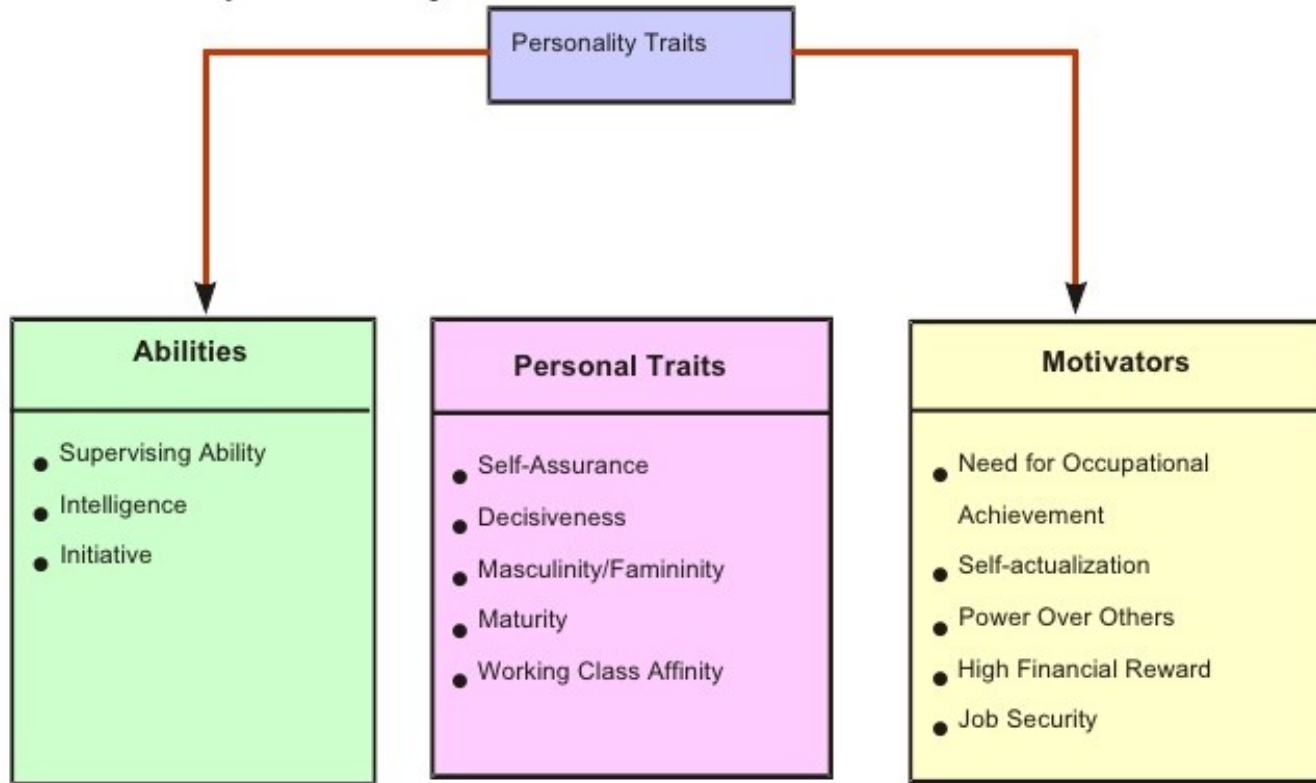 Personality Traits
Abilities
Supervising Ability
Intelligence
Initiative
Personal Traits
Self-Assurance
Decisiveness
Masculinity/Famininity
Maturity
Working Class Affinity
Motivators
Need for Occupational
Achievement
Self-actualization
Power Over Others
High Financial Reward
Job Security